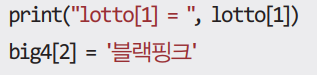 print("lotto[1] = ", lotto[1])
big4[2] = '블랙핑크'